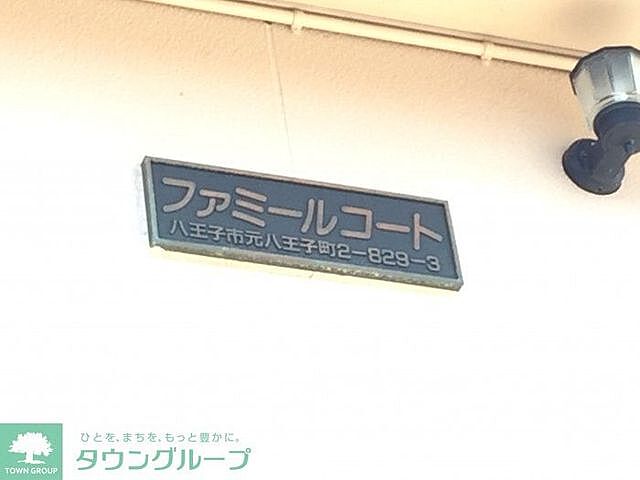 ファミールコート
八王子市元八王子町2-829-3
ひとを、まちを、もっと豊かに。
タウングループ
TOWN GROUP